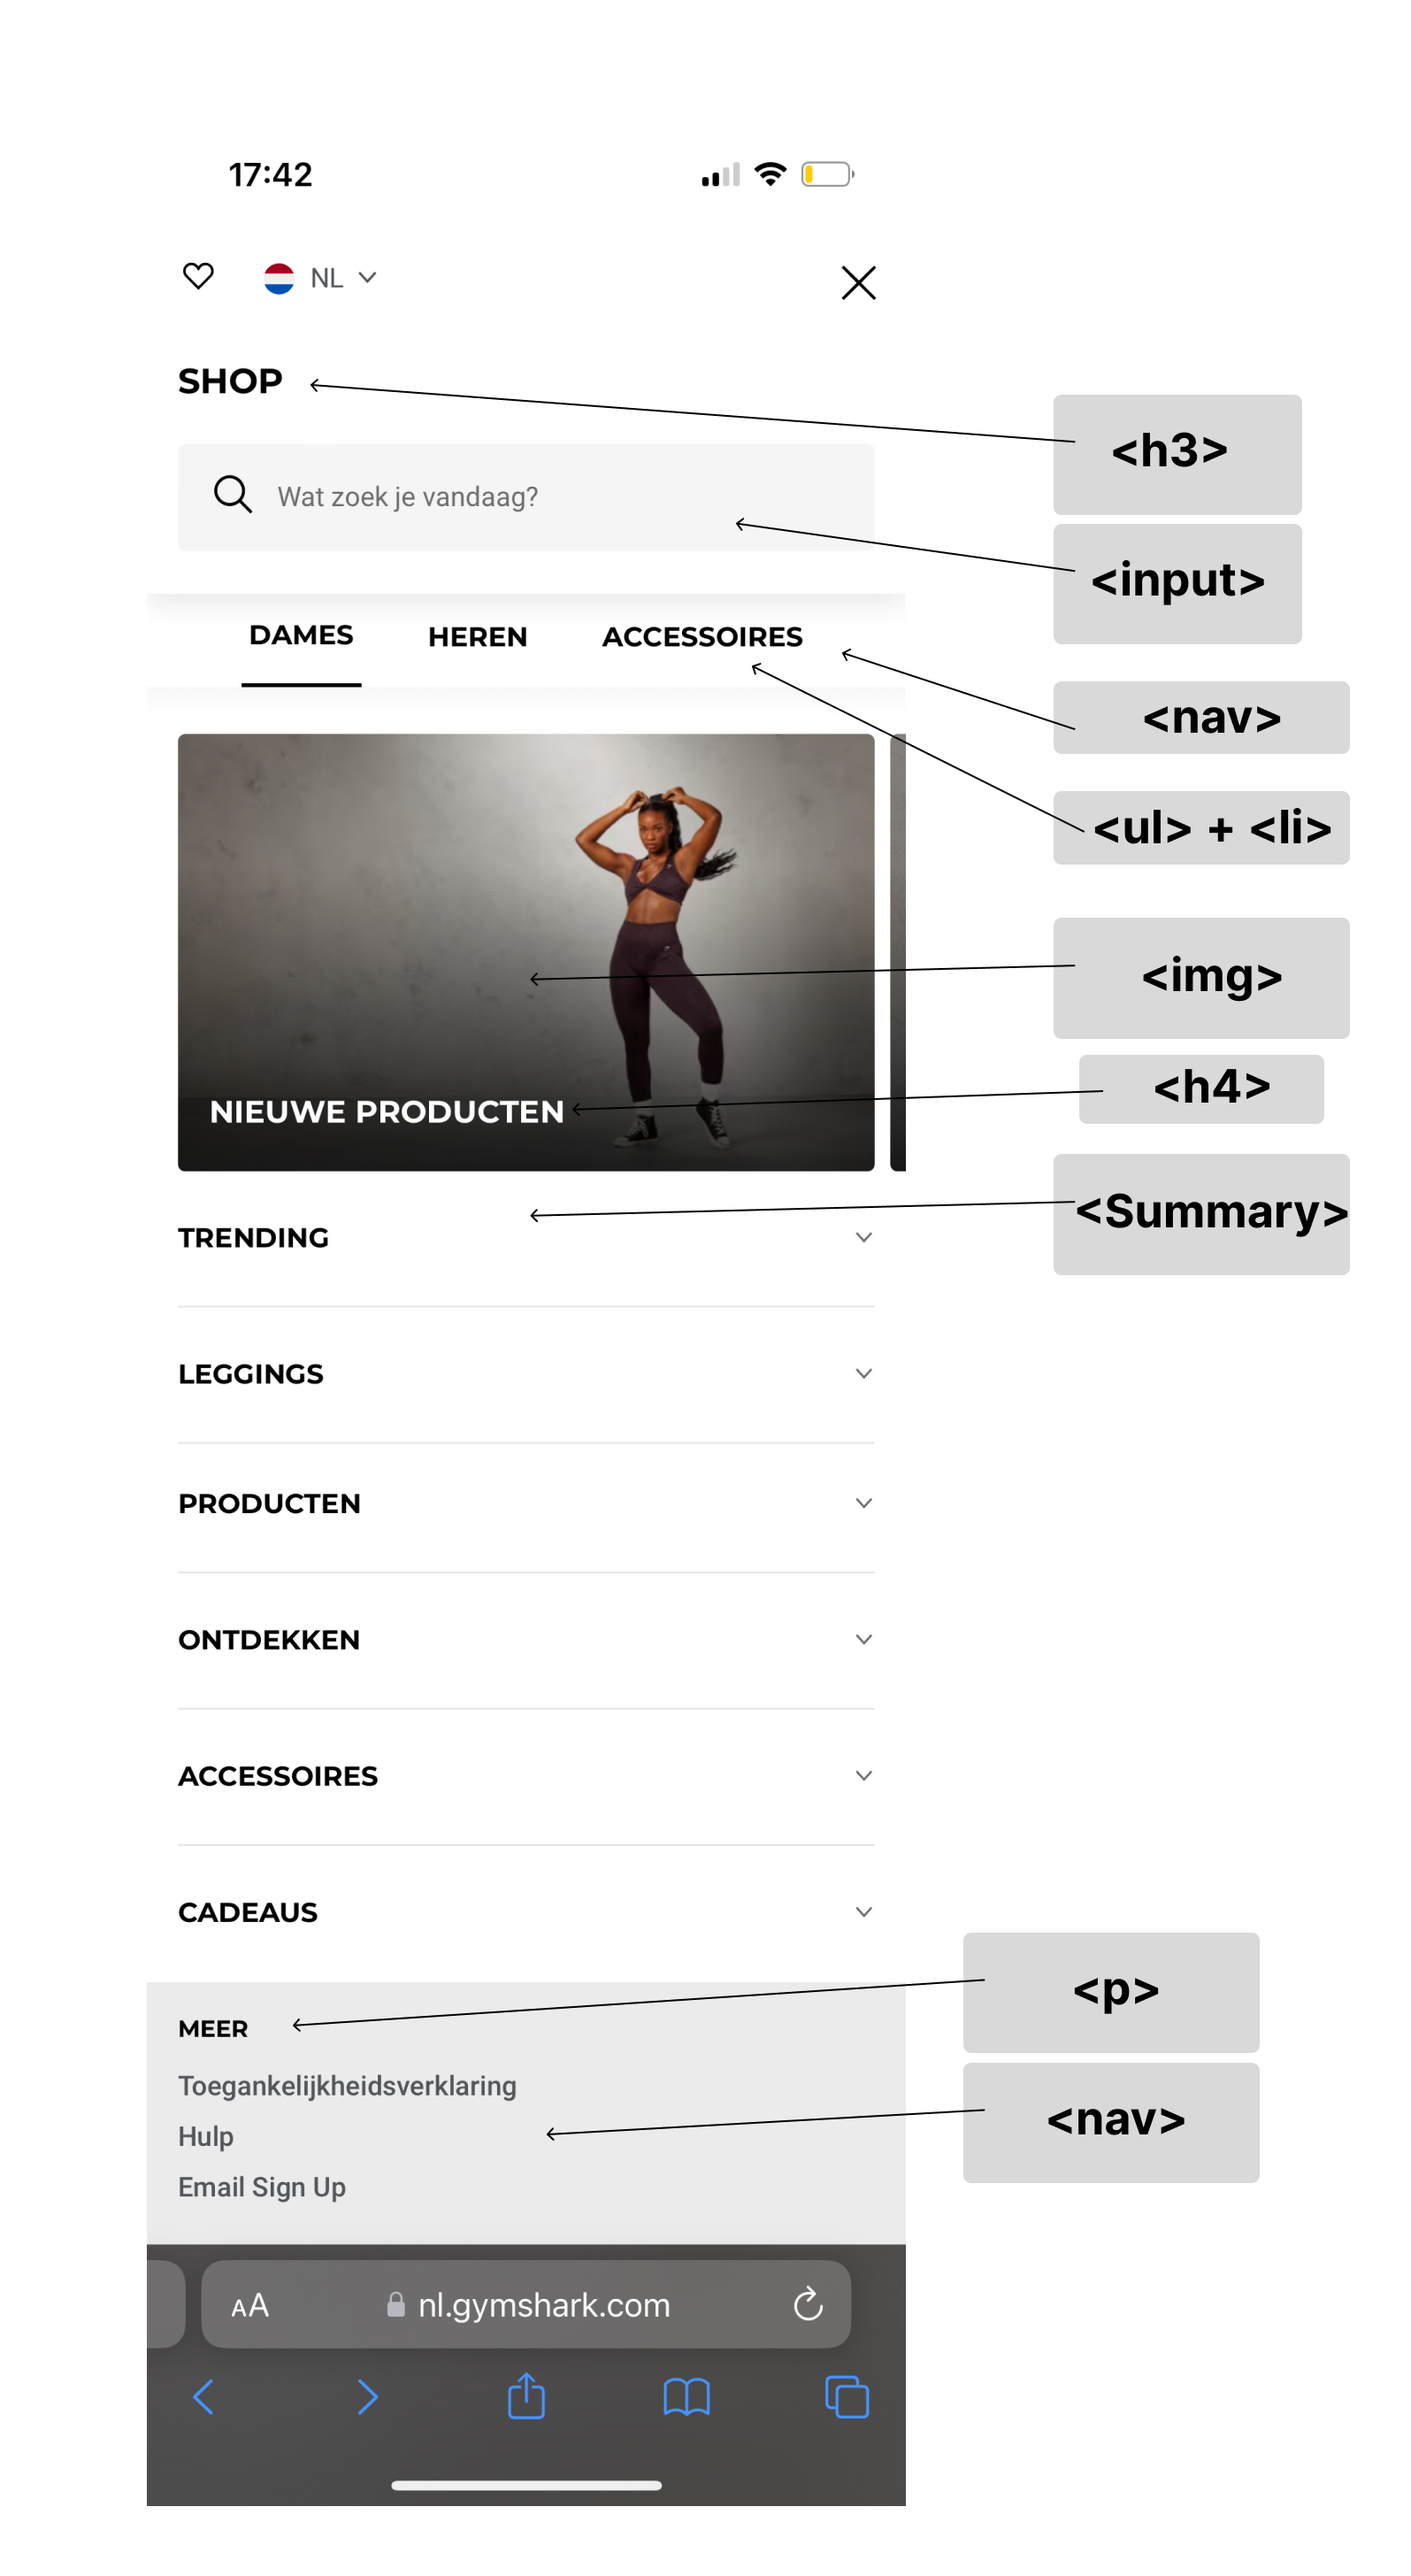 17:42
NL
SHOP
<h3>
Wat zoek je vandaag?
<input>
DAMES HEREN ACCESSOIRES
<nav>
<ul> + <li>
<img>
<h4>
NIEUWE PRODUCTEN
<Summary>
TRENDING
LEGGINGS
PRODUCTEN
ONTDEKKEN
ACCESSOIRES
CADEAUS
<p>
MEER
Toegankelijkheidsverklaring
<nav>
Hulp
Email Sign Up
AA nl.gymshark.com